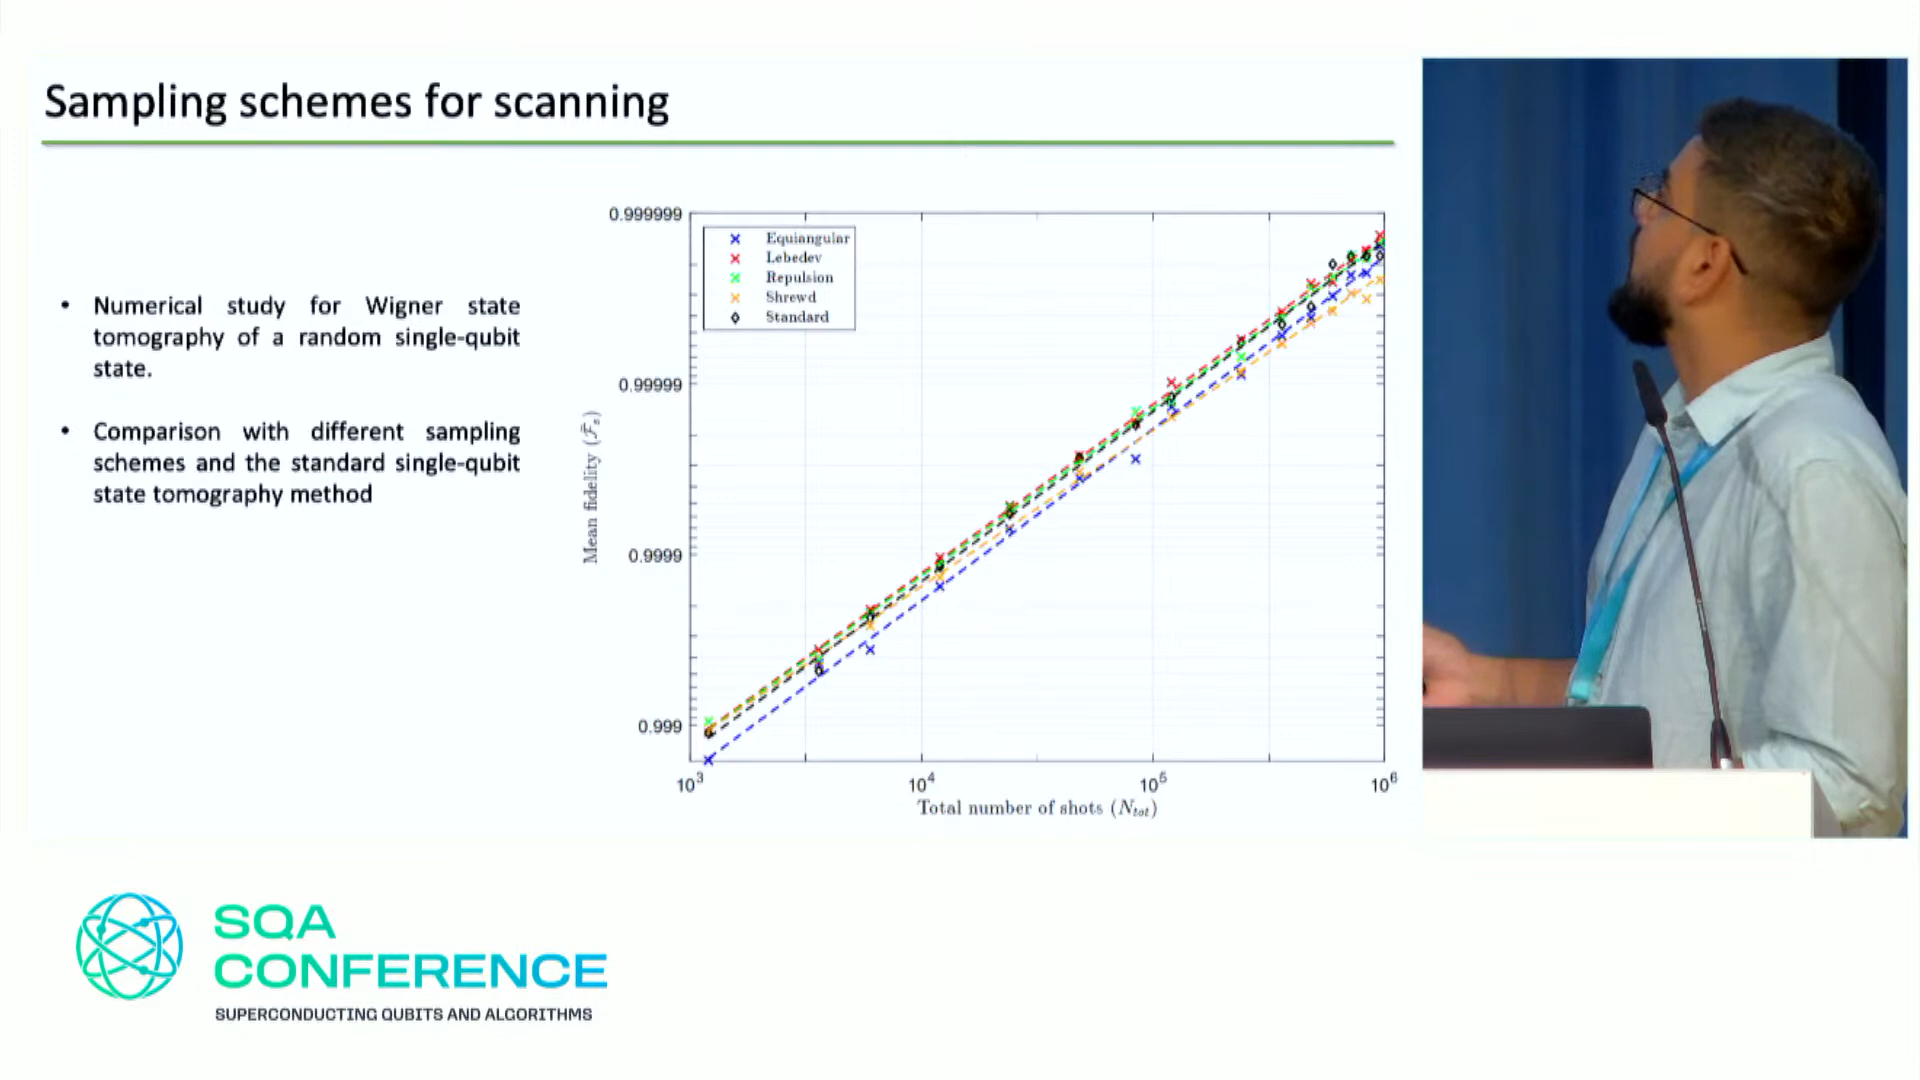 Sampling schemes for scanning
• Numerical study for Wigner state
tomography of a random single-qubit
state.
• Comparison with different sampling
schemes and the standard single-qubit
state tomography method
Mean fidelity (F̄ₛ)
0.999999
0.99999
0.9999
0.999
Equiangular
Lebedev
Repulsion
Shrewd
Standard
10³
10⁴
10⁵
10⁶
Total number of shots (Nₜₒₜ)
SQA
CONFERENCE
SUPERCONDUCTING QUBITS AND ALGORITHMS